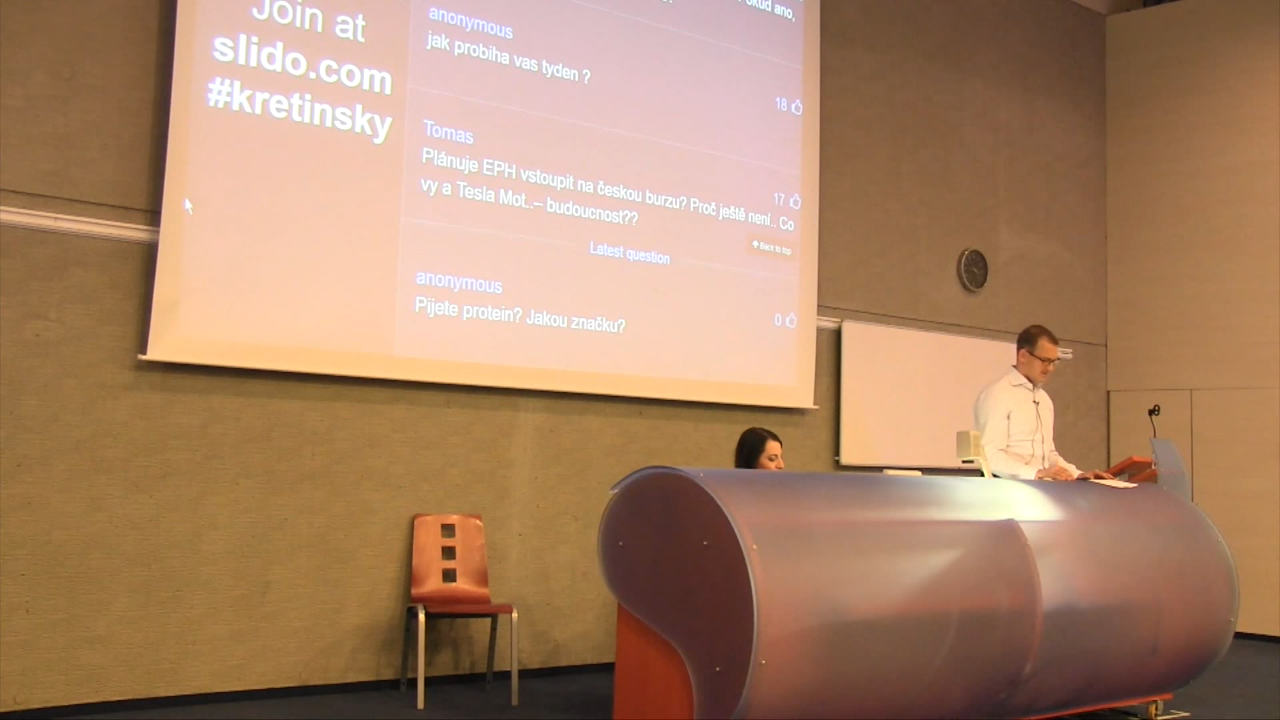 Join at
slido.com
#kretinsky
okud ano,
anonymous
jak probiha vas tyden ?
18
Tomas
Plánuje EPH vstoupit na českou burzu? Proč ještě není.. Co
vy a Tesla Mot..– budoucnost??
17
Back to top
Latest question
anonymous
Pijete protein? Jakou značku?
0